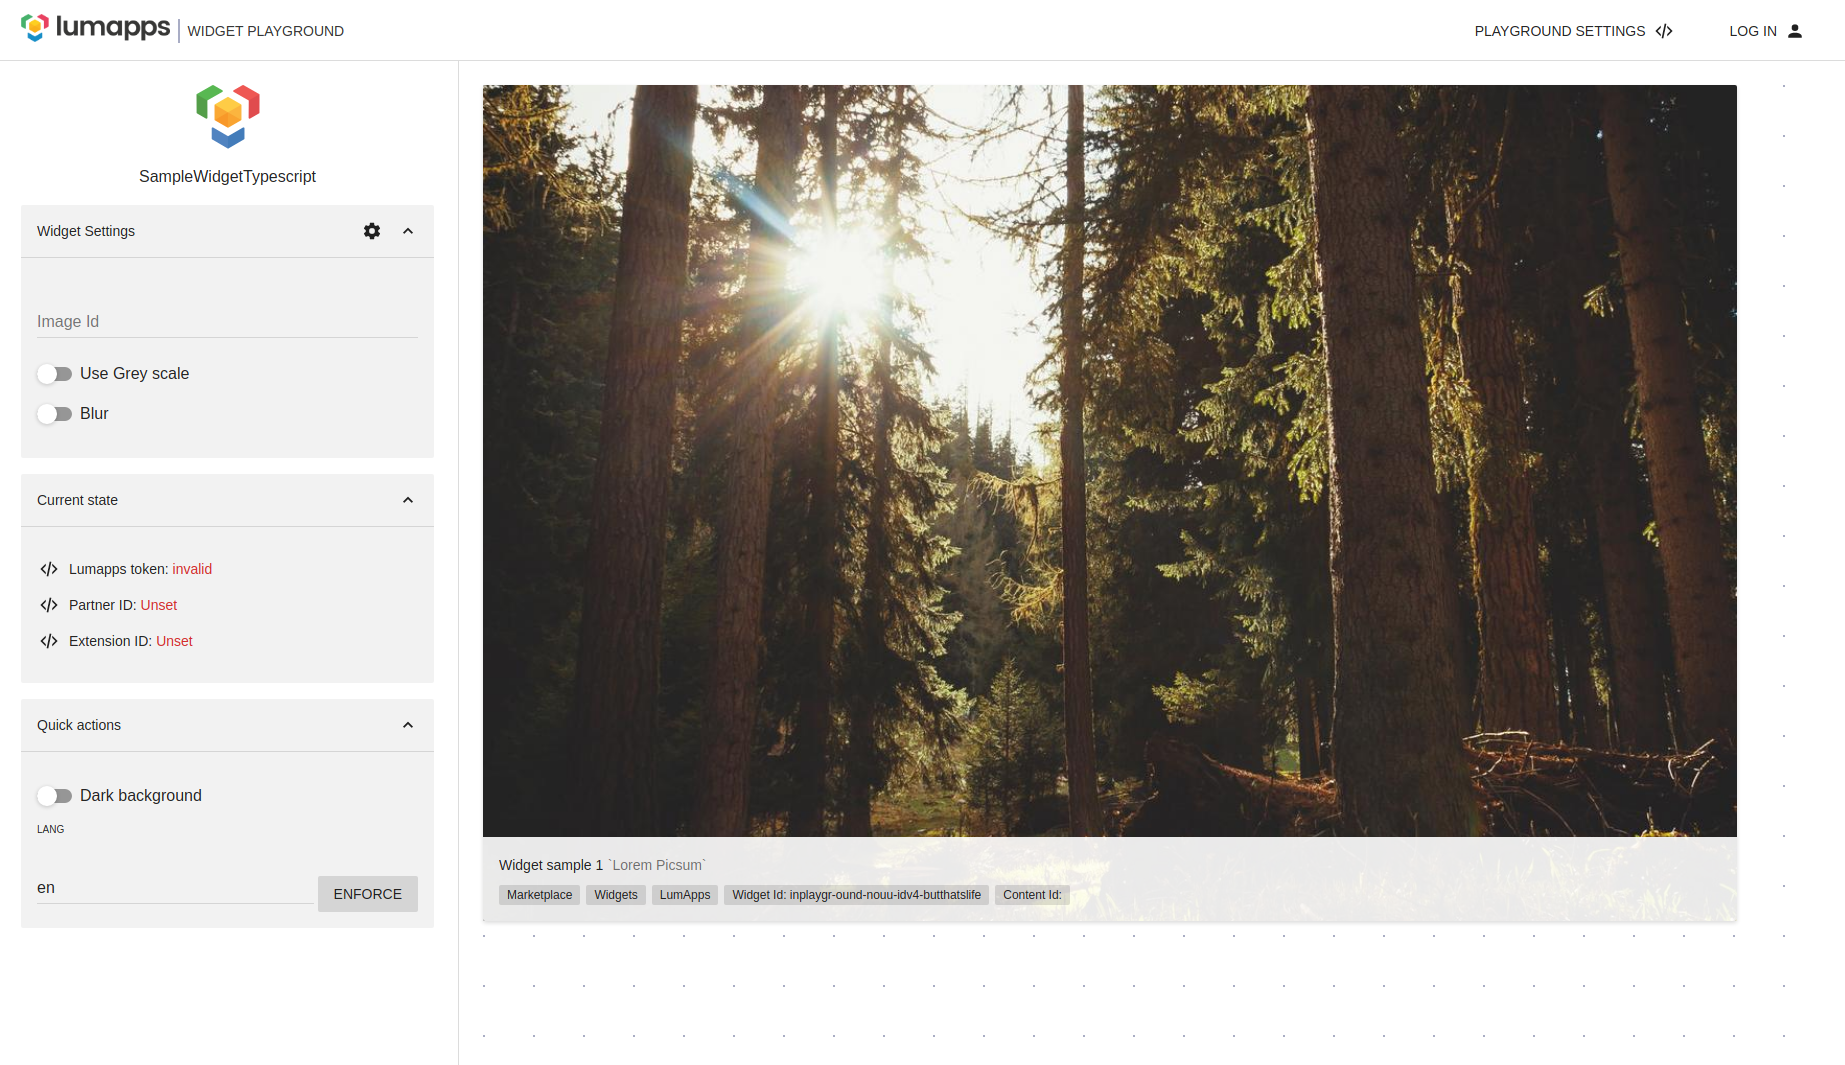 lumapps
WIDGET PLAYGROUND
PLAYGROUND SETTINGS
LOG IN
SampleWidgetTypescript
Widget Settings
Image Id
Use Grey scale
Blur
Current state
Lumapps token: invalid
Partner ID: Unset
Extension ID: Unset
Quick actions
Dark background
LANG
en
ENFORCE
Widget sample 1 `Lorem Picsum`
Marketplace Widgets LumApps Widget Id: inplaygr-ound-nouu-idv4-butthatslife Content Id: